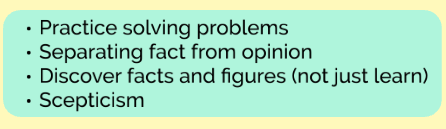 • Practice solving problems
• Separating fact from opinion
• Discover facts and figures (not just learn)
• Scepticism